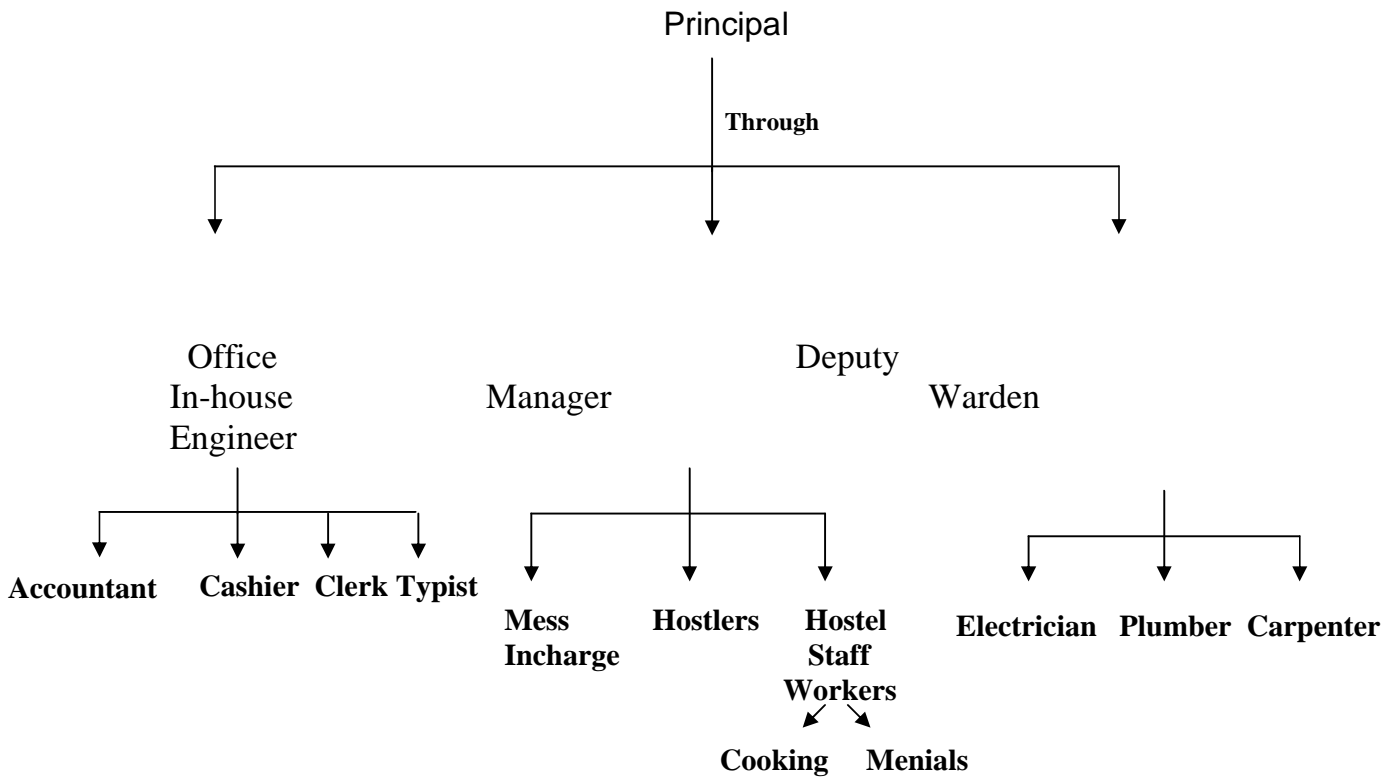 Principal
Through
Office Deputy
In-house Manager Warden
Engineer
Accountant Cashier Clerk Typist
Mess Hostlers Hostel Electrician Plumber Carpenter
Incharge Staff
Workers
Cooking Menials